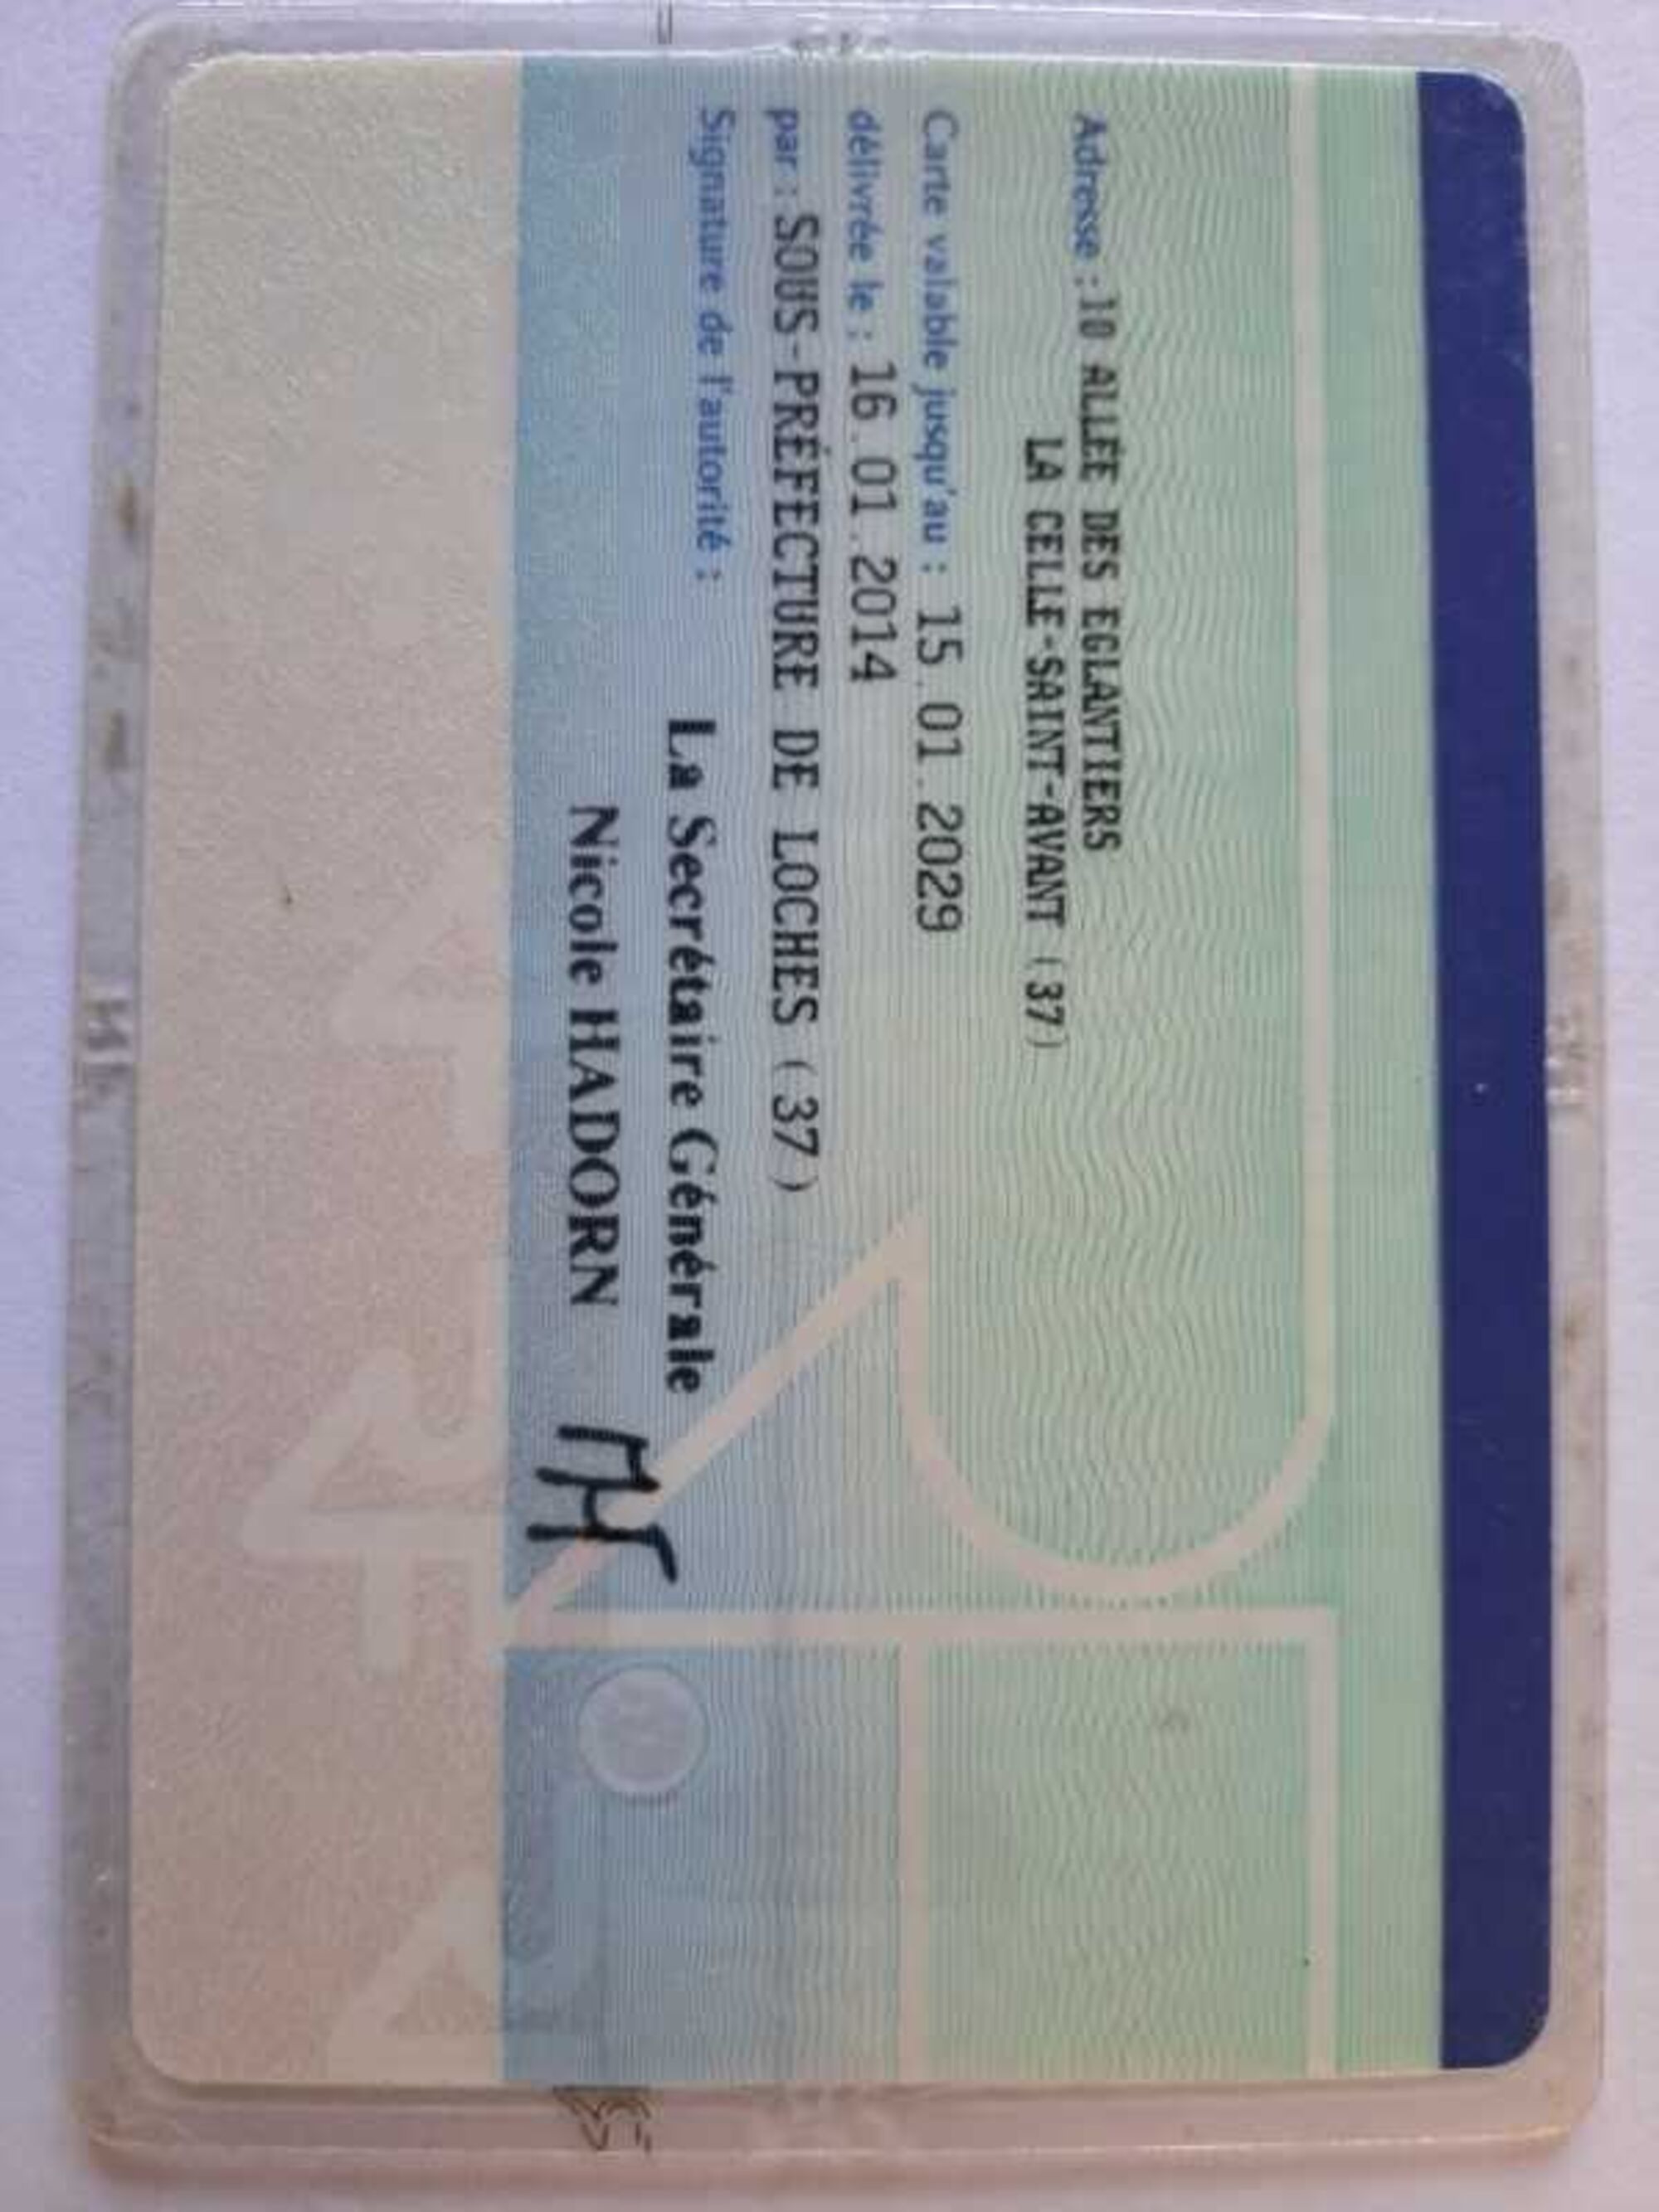 Adresse : 10 ALLÉE DES EGLANTIERS
LA CELLE-SAINT-AVANT (37)
Carte valable jusqu'au : 15.01.2029
délivrée le : 16.01.2014
par : SOUS-PRÉFECTURE DE LOCHES (37)
Signature de l'autorité :
La Secrétaire Générale
Nicole HADORN